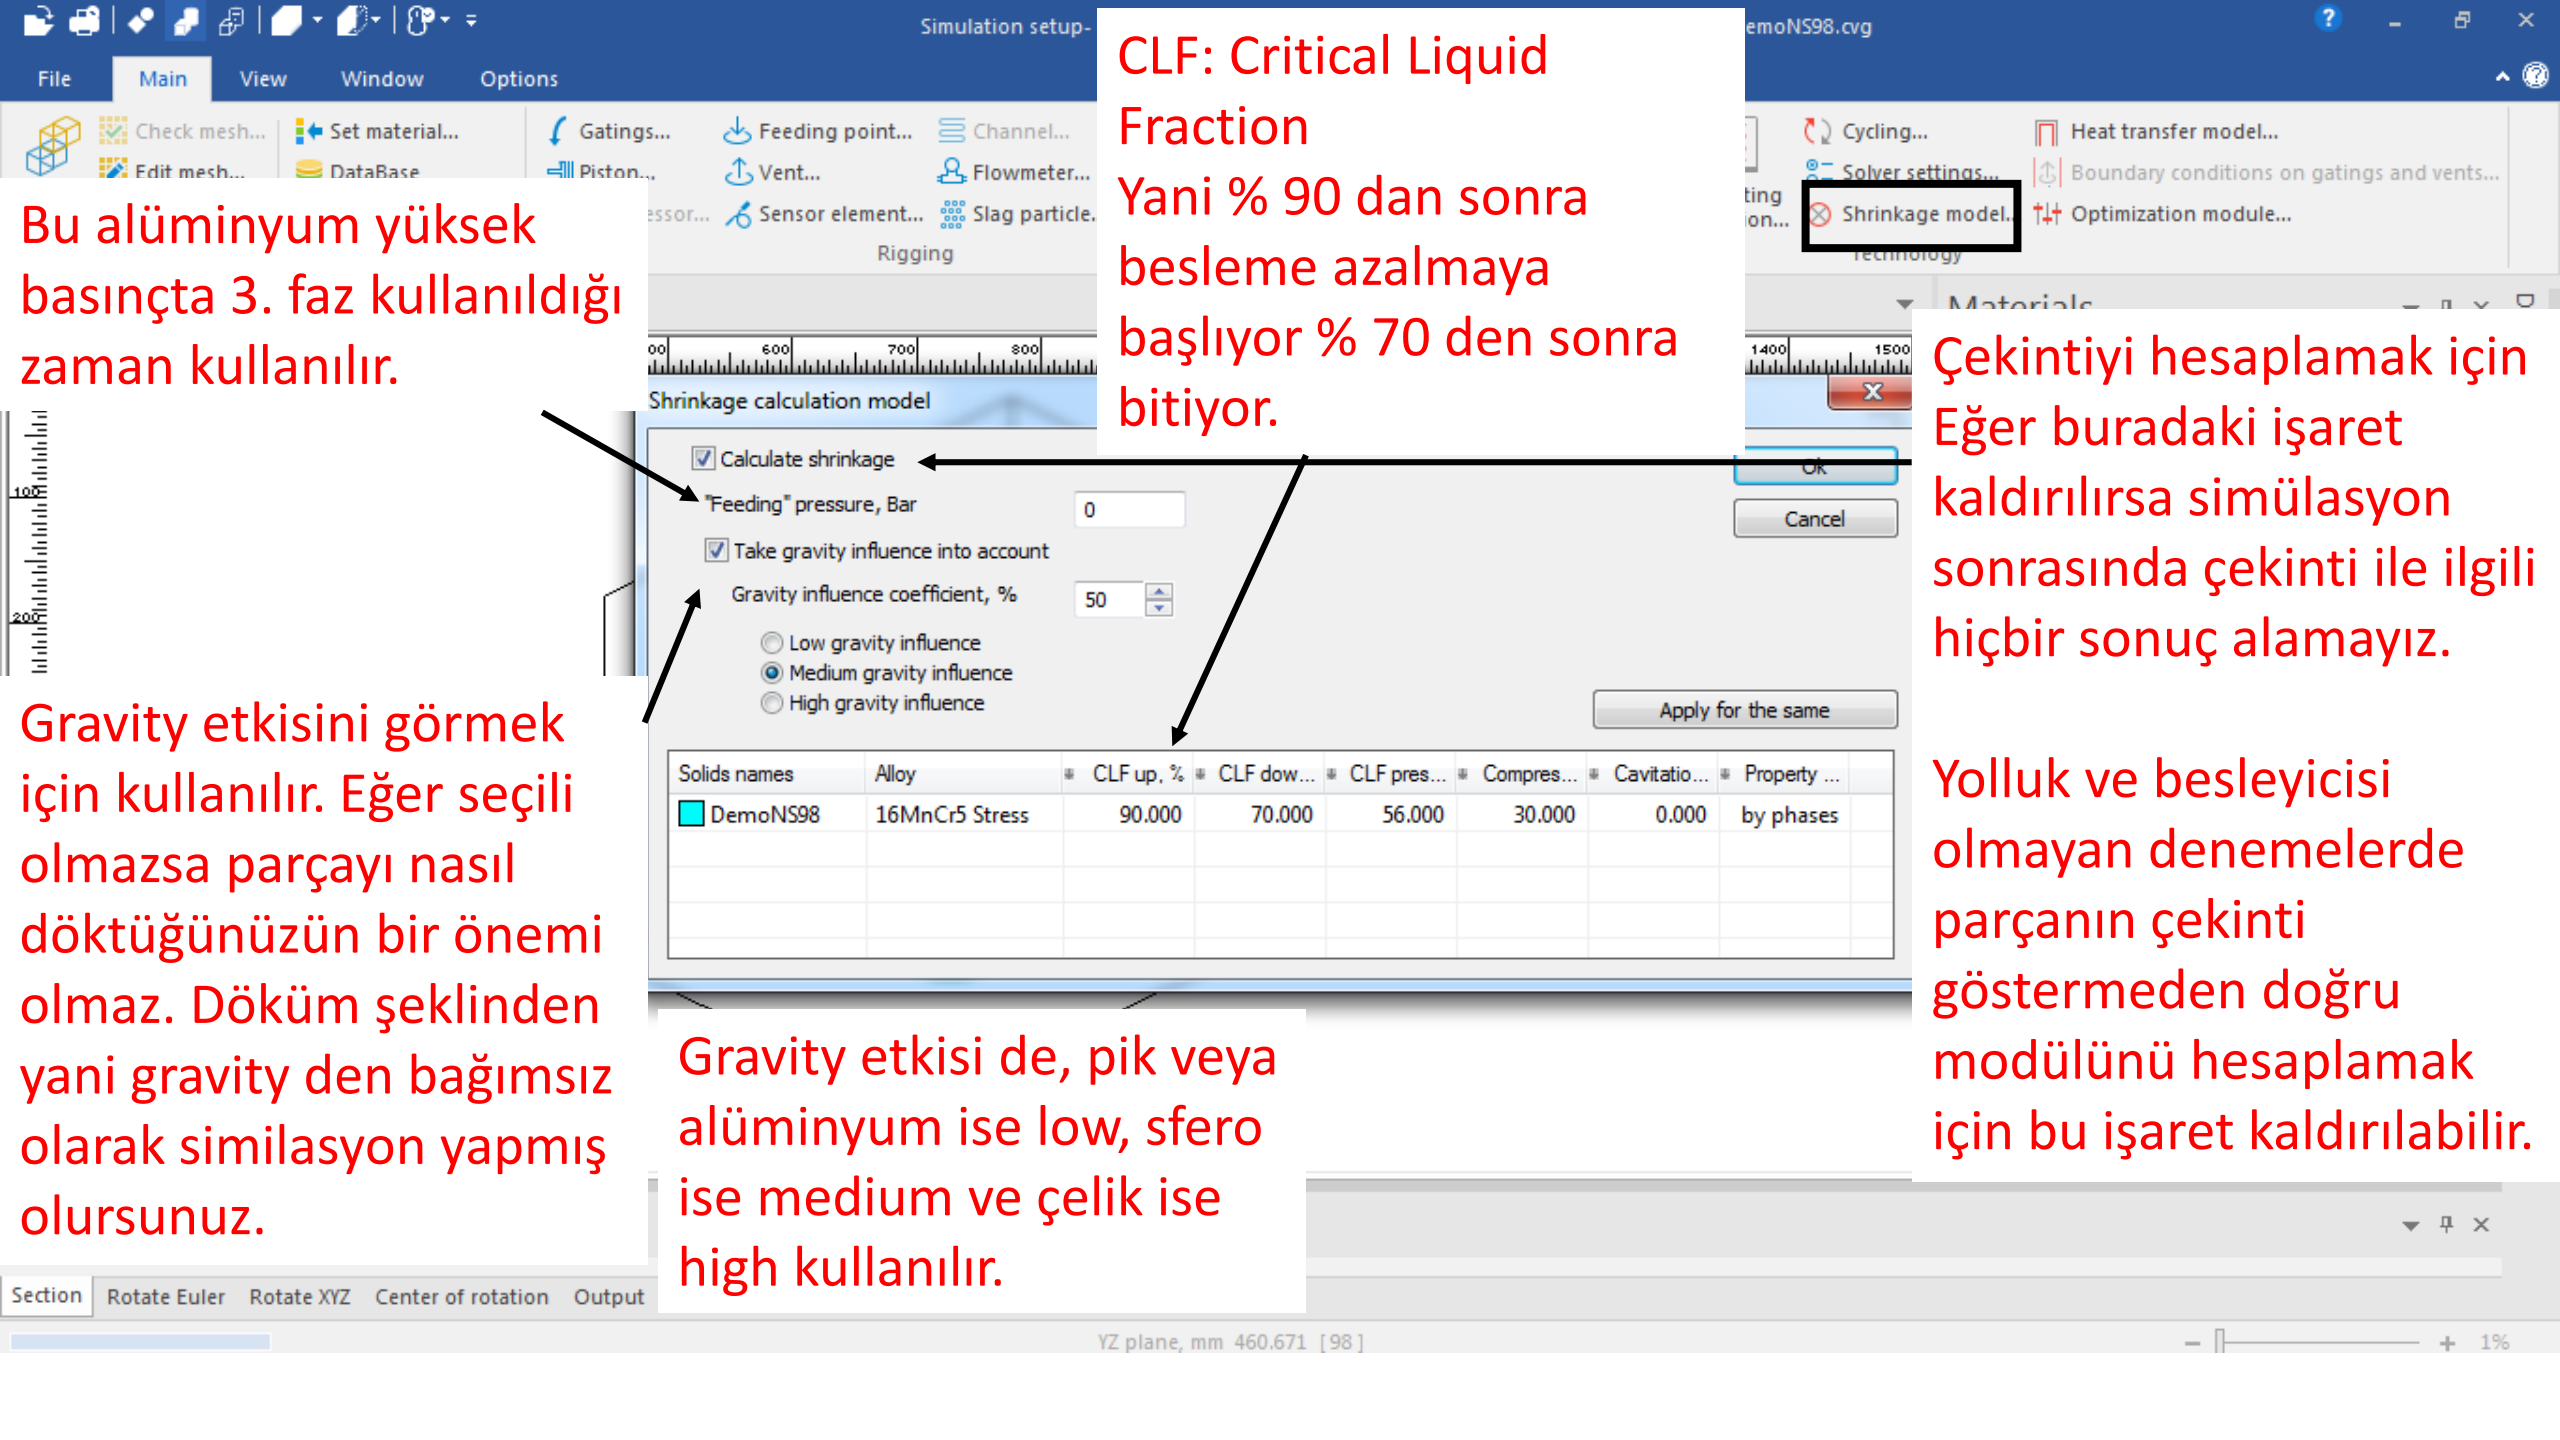 Simulation setup-
emoNS98.cvg
File Main View Window Options
Check mesh... Set material... Gatings... Feeding point... Channel...
Cycling... Heat transfer model...
Edit mesh... DataBase Piston... Vent... Flowmeter...
Solver settings... Boundary conditions on gatings and vents...
Sensor element... Slag particle.
Shrinkage model.. Optimization module...
Rigging
Technology
Materials
CLF: Critical Liquid
Fraction
Yani % 90 dan sonra
besleme azalmaya
başlıyor % 70 den sonra
bitiyor.
Bu alüminyum yüksek
basınçta 3. faz kullanıldığı
zaman kullanılır.
600 700 800
1400 1500
100
200
Çekintiyi hesaplamak için
Eğer buradaki işaret
kaldırılırsa simülasyon
sonrasında çekinti ile ilgili
hiçbir sonuç alamayız.
Yolluk ve besleyicisi
olmayan denemelerde
parçanın çekinti
göstermeden doğru
modülünü hesaplamak
için bu işaret kaldırılabilir.
Shrinkage calculation model
Calculate shrinkage
Ok
"Feeding" pressure, Bar 0
Cancel
Take gravity influence into account
Gravity influence coefficient, % 50
Low gravity influence
Medium gravity influence
High gravity influence
Apply for the same
Solids names Alloy CLF up, % CLF dow... CLF pres... Compres... Cavitatio... Property ...
DemoNS98 16MnCr5 Stress 90.000 70.000 56.000 30.000 0.000 by phases
Gravity etkisini görmek
için kullanılır. Eğer seçili
olmazsa parçayı nasıl
döktüğünüzün bir önemi
olmaz. Döküm şeklinden
yani gravity den bağımsız
olarak similasyon yapmış
olursunuz.
Gravity etkisi de, pik veya
alüminyum ise low, sfero
ise medium ve çelik ise
high kullanılır.
Section Rotate Euler Rotate XYZ Center of rotation Output
YZ plane, mm 460.671 [98]
1%